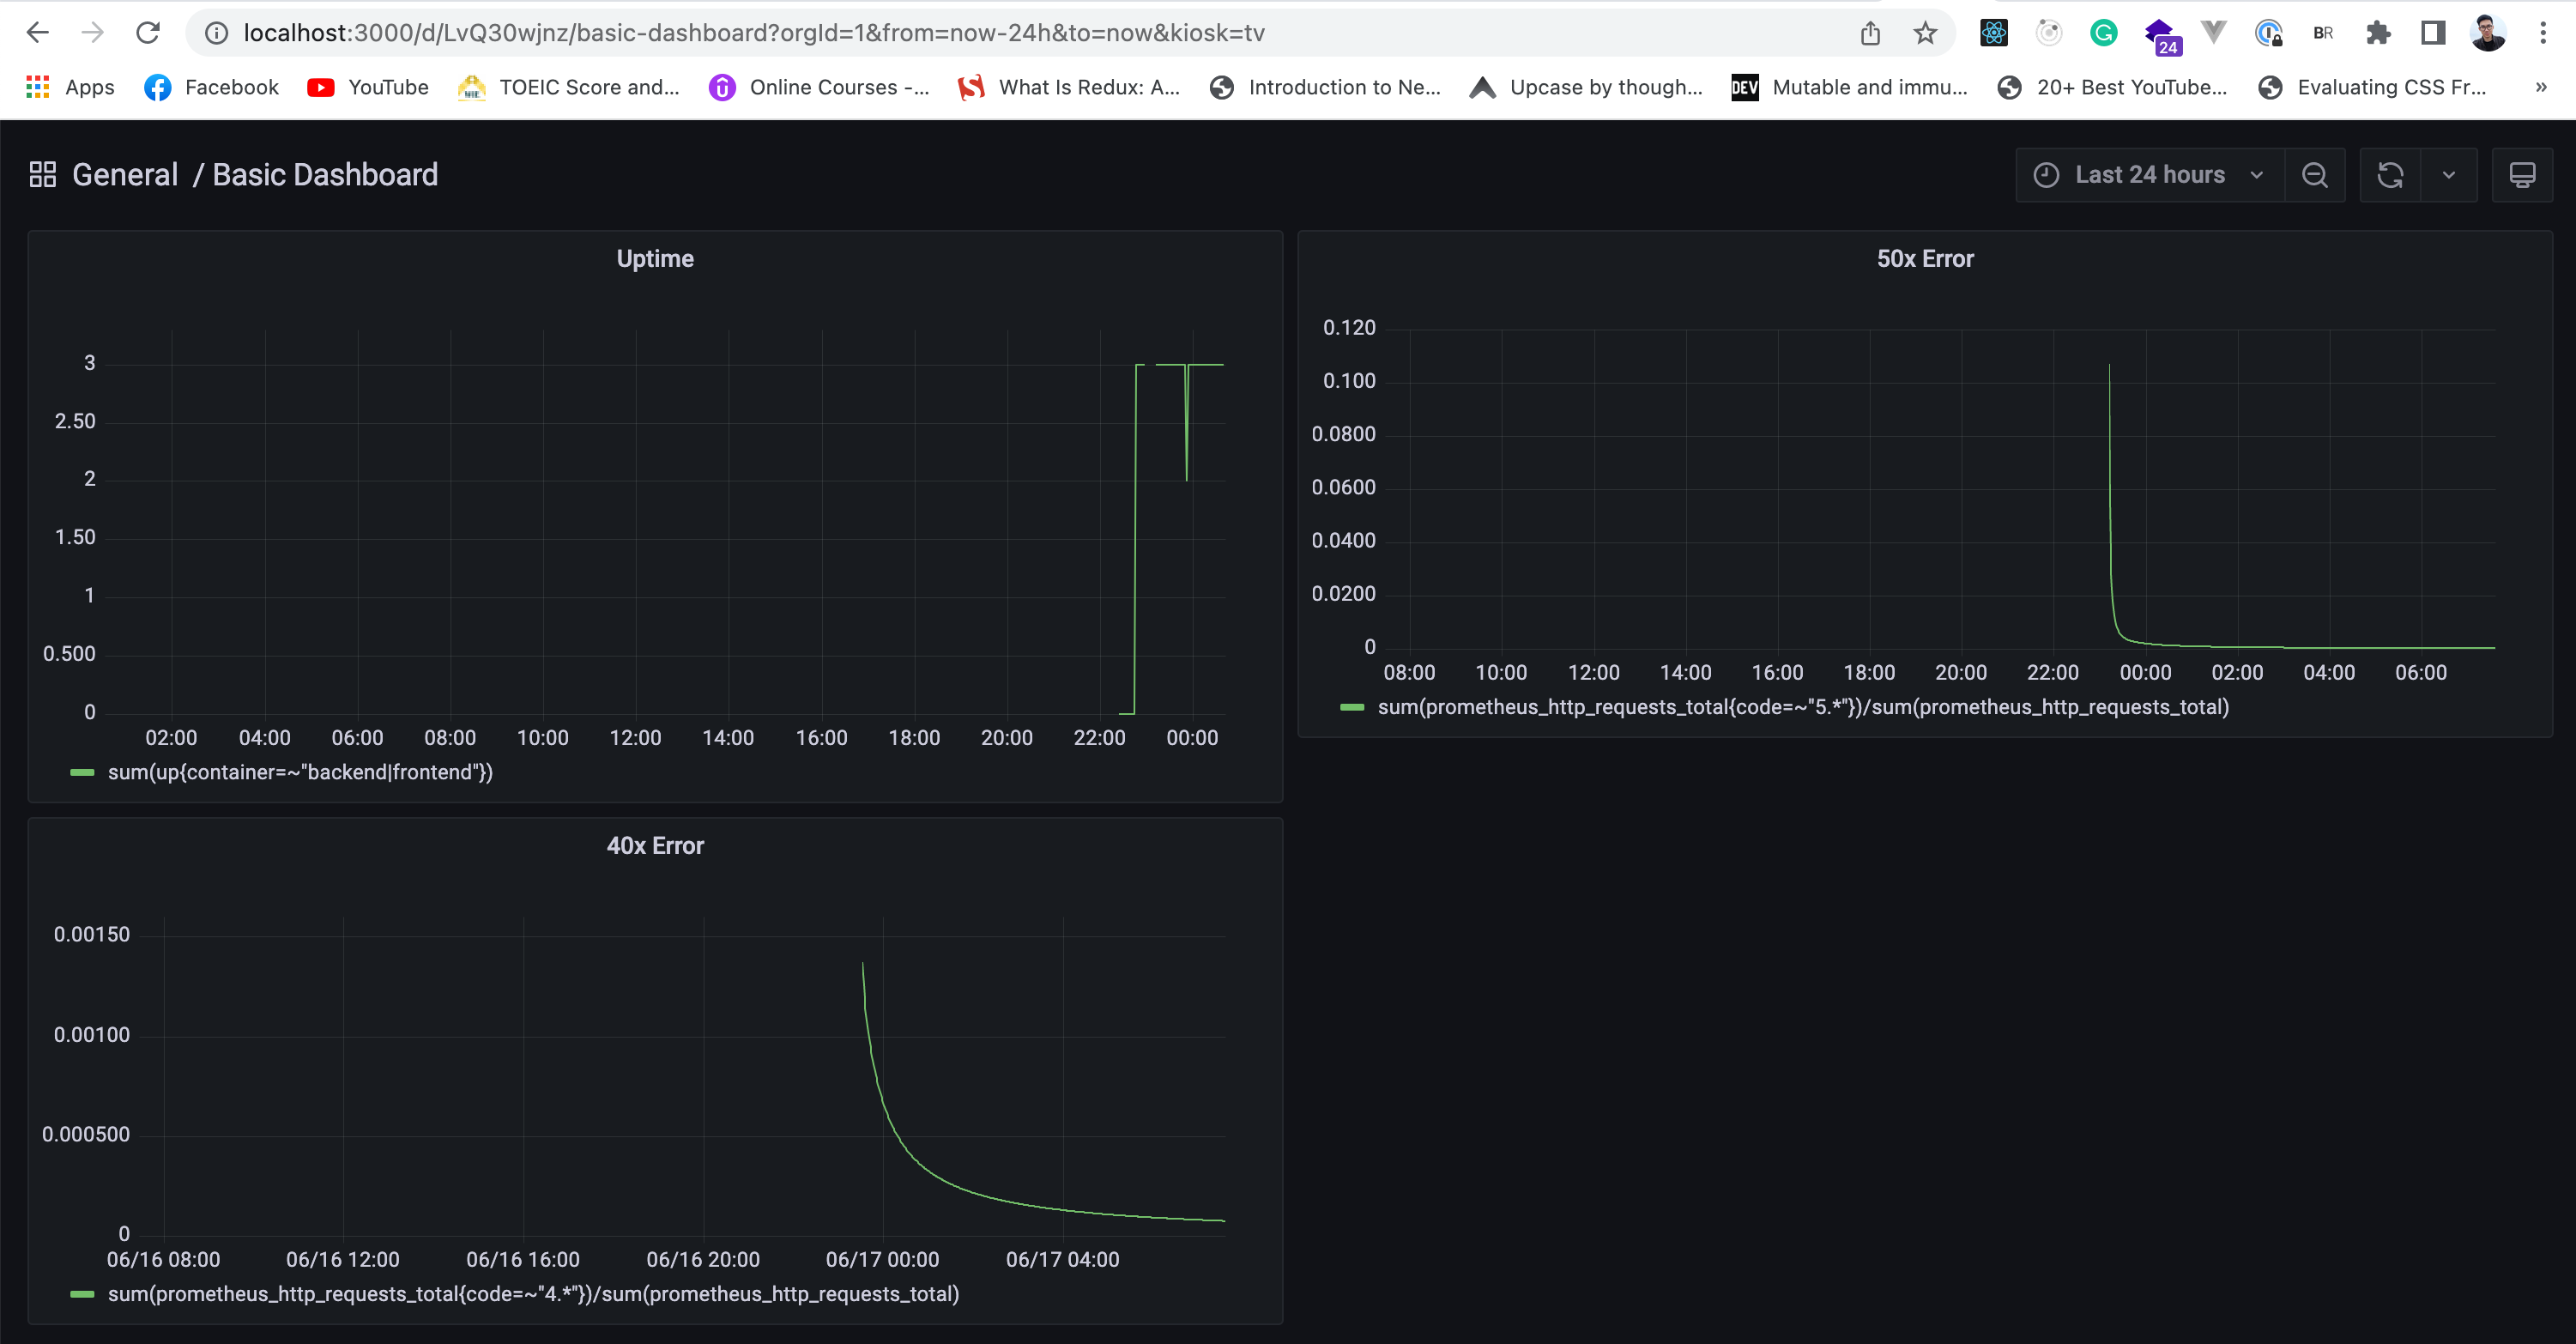 localhost:3000/d/LvQ30wjnz/basic-dashboard?orgId=1&from=now-24h&to=now&kiosk=tv
24
BR
Apps
Facebook
YouTube
TOEIC Score and...
Online Courses -...
What Is Redux: A...
Introduction to Ne...
Upcase by though...
DEV
Mutable and immu...
20+ Best YouTube...
Evaluating CSS Fr...
»
General / Basic Dashboard
Last 24 hours
Uptime
3
2.50
2
1.50
1
0.500
0
02:00 04:00 06:00 08:00 10:00 12:00 14:00 16:00 18:00 20:00 22:00 00:00
sum(up{container=~"backend|frontend"})
50x Error
0.120
0.100
0.0800
0.0600
0.0400
0.0200
0
08:00 10:00 12:00 14:00 16:00 18:00 20:00 22:00 00:00 02:00 04:00 06:00
sum(prometheus_http_requests_total{code=~"5.*"})/sum(prometheus_http_requests_total)
40x Error
0.00150
0.00100
0.000500
0
06/16 08:00 06/16 12:00 06/16 16:00 06/16 20:00 06/17 00:00 06/17 04:00
sum(prometheus_http_requests_total{code=~"4.*"})/sum(prometheus_http_requests_total)